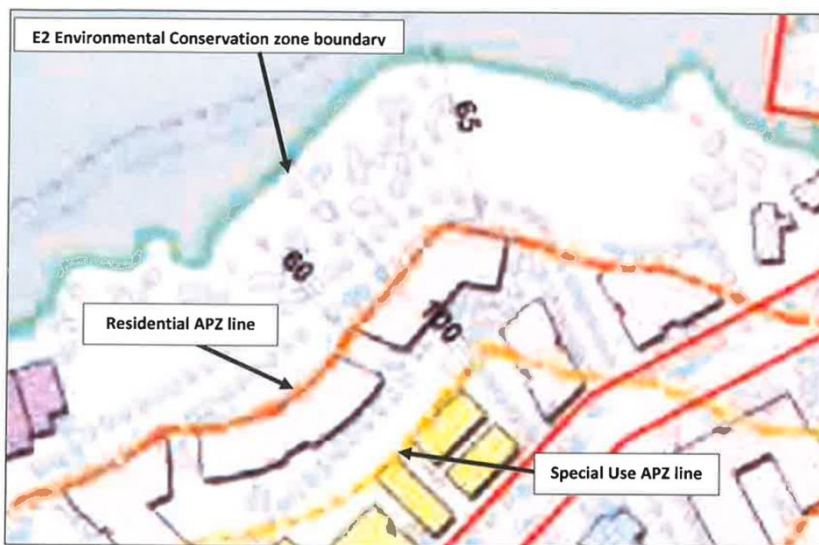 E2 Environmental Conservation zone boundary
65
60
Residential APZ line
100
Special Use APZ line